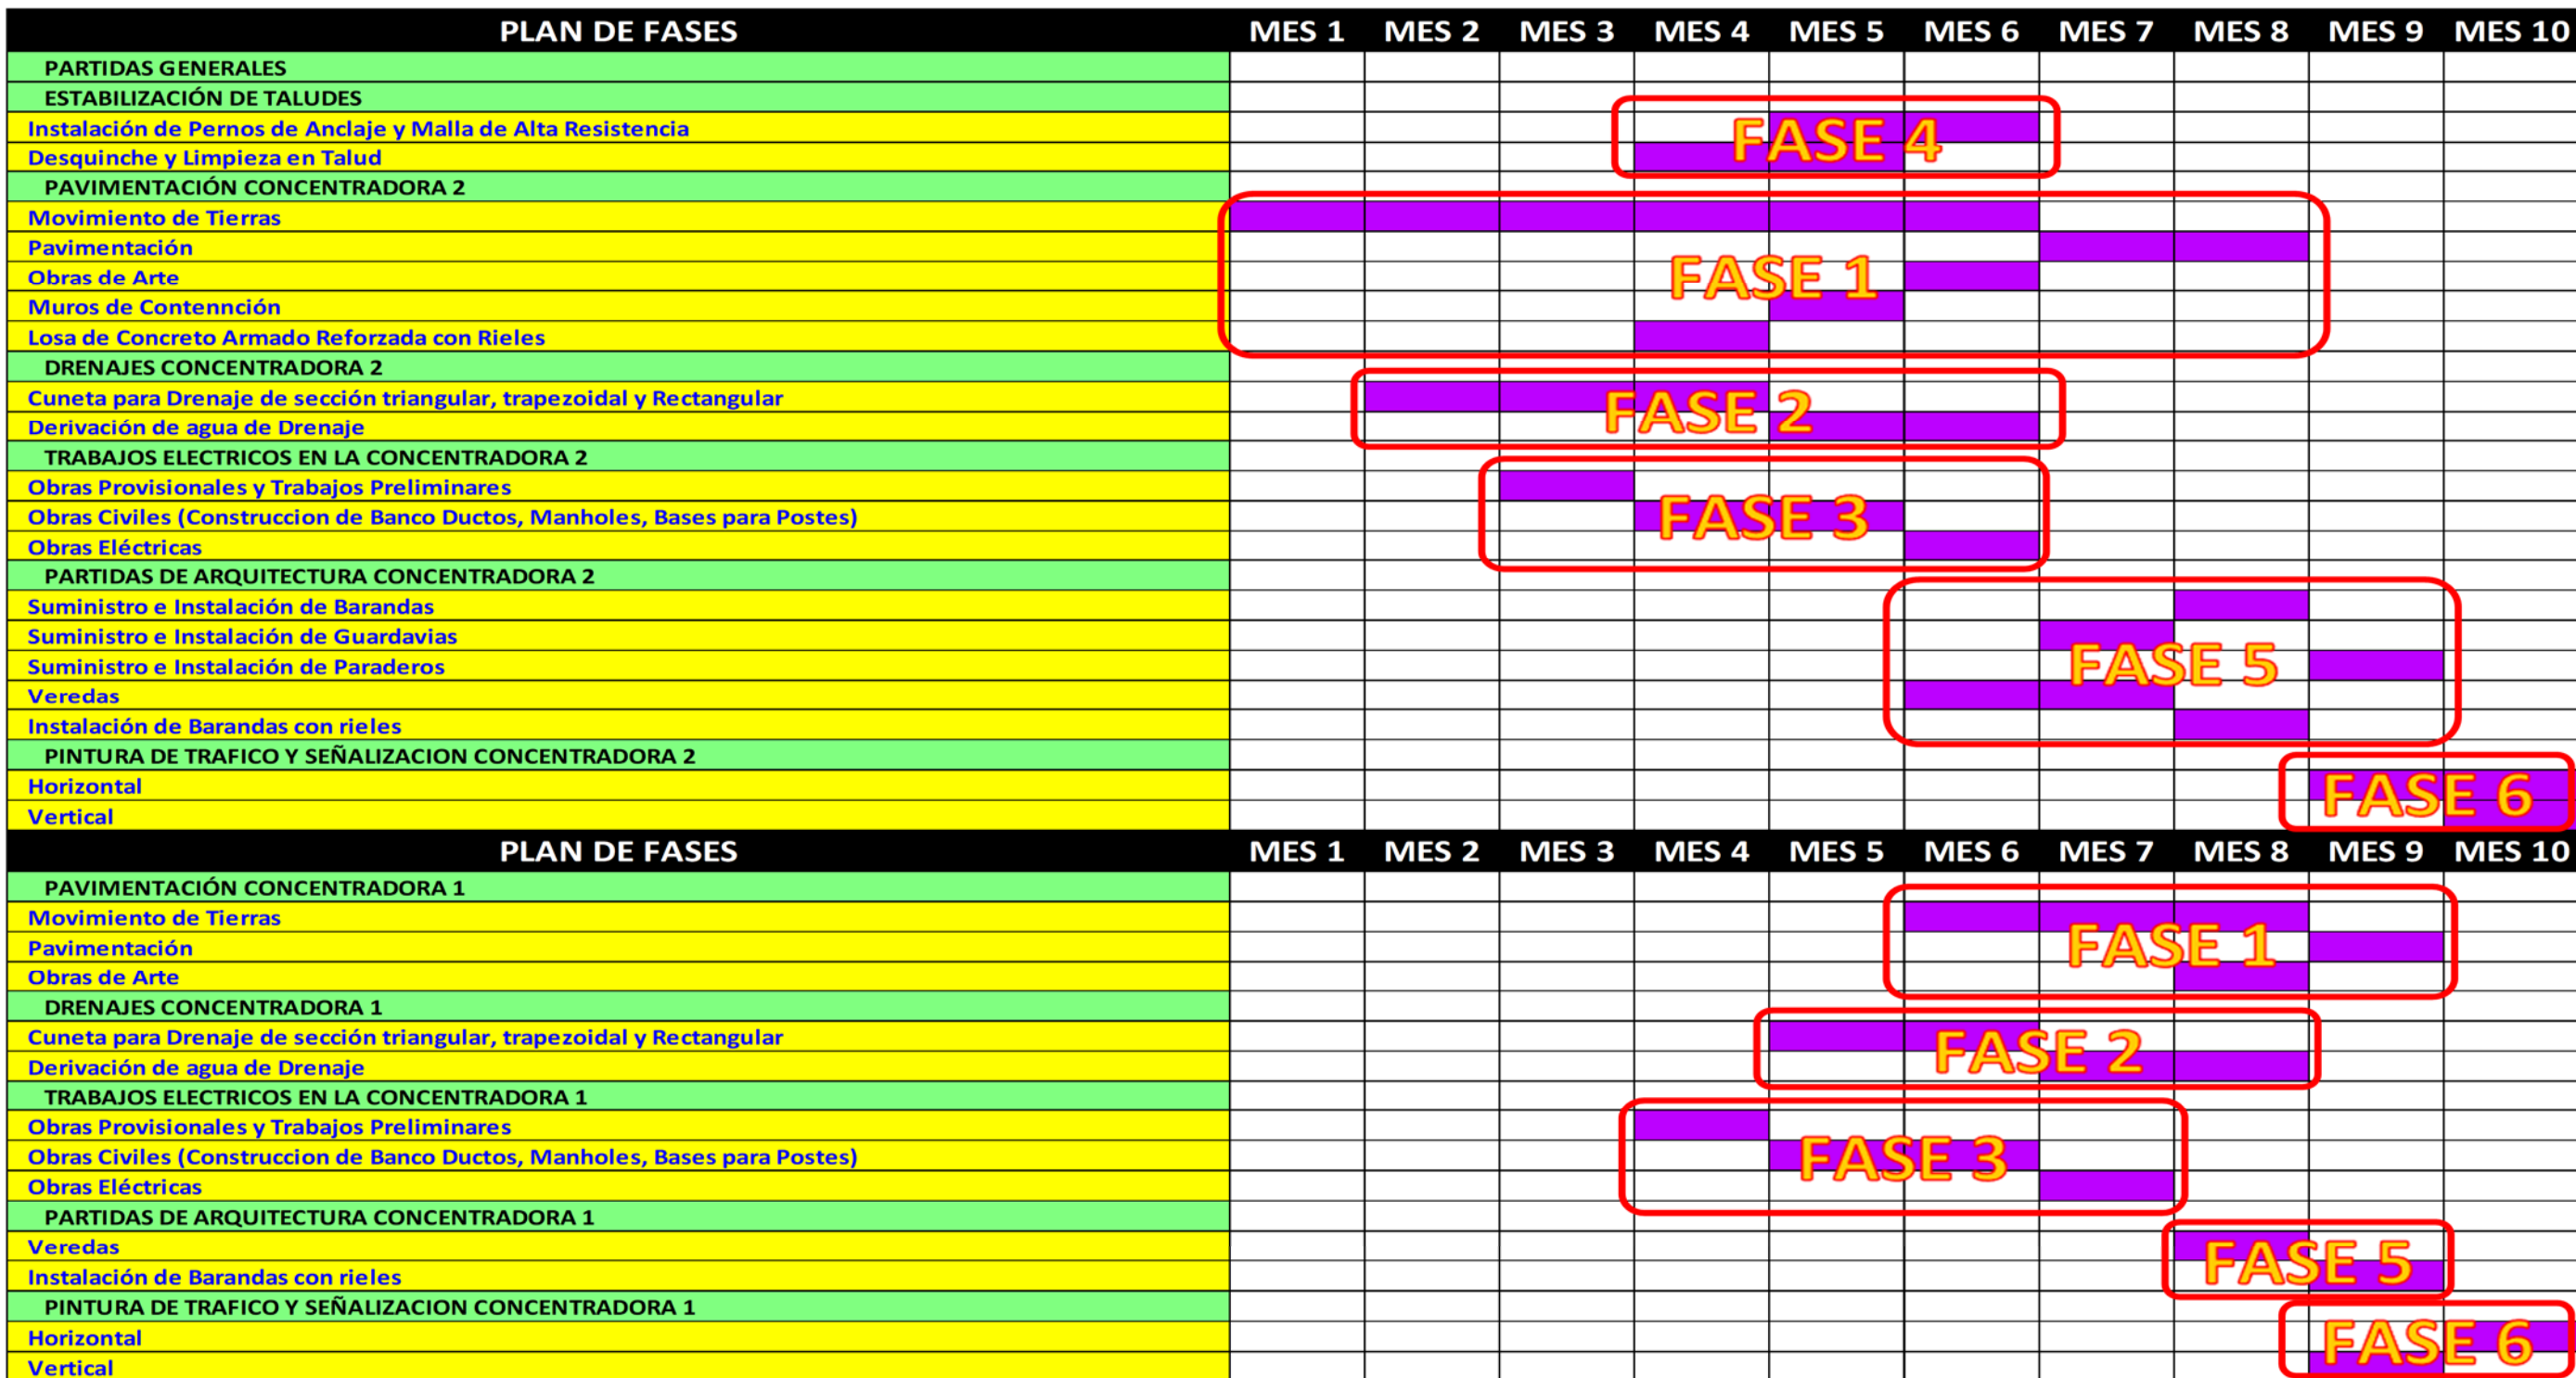 PLAN DE FASES MES 1 MES 2 MES 3 MES 4 MES 5 MES 6 MES 7 MES 8 MES 9 MES 10
PARTIDAS GENERALES
ESTABILIZACIÓN DE TALUDES
Instalación de Pernos de Anclaje y Malla de Alta Resistencia
FASE 4
Desquinche y Limpieza en Talud
PAVIMENTACIÓN CONCENTRADORA 2
Movimiento de Tierras
Pavimentación
Obras de Arte
FASE 1
Muros de Contennción
Losa de Concreto Armado Reforzada con Rieles
DRENAJES CONCENTRADORA 2
Cuneta para Drenaje de sección triangular, trapezoidal y Rectangular
FASE 2
Derivación de agua de Drenaje
TRABAJOS ELECTRICOS EN LA CONCENTRADORA 2
Obras Provisionales y Trabajos Preliminares
Obras Civiles (Construccion de Banco Ductos, Manholes, Bases para Postes)
FASE 3
Obras Eléctricas
PARTIDAS DE ARQUITECTURA CONCENTRADORA 2
Suministro e Instalación de Barandas
Suministro e Instalación de Guardavias
Suministro e Instalación de Paraderos
FASE 5
Veredas
Instalación de Barandas con rieles
PINTURA DE TRAFICO Y SEÑALIZACION CONCENTRADORA 2
Horizontal
FASE 6
Vertical
PLAN DE FASES MES 1 MES 2 MES 3 MES 4 MES 5 MES 6 MES 7 MES 8 MES 9 MES 10
PAVIMENTACIÓN CONCENTRADORA 1
Movimiento de Tierras
Pavimentación
FASE 1
Obras de Arte
DRENAJES CONCENTRADORA 1
Cuneta para Drenaje de sección triangular, trapezoidal y Rectangular
FASE 2
Derivación de agua de Drenaje
TRABAJOS ELECTRICOS EN LA CONCENTRADORA 1
Obras Provisionales y Trabajos Preliminares
Obras Civiles (Construccion de Banco Ductos, Manholes, Bases para Postes)
FASE 3
Obras Eléctricas
PARTIDAS DE ARQUITECTURA CONCENTRADORA 1
Veredas
FASE 5
Instalación de Barandas con rieles
PINTURA DE TRAFICO Y SEÑALIZACION CONCENTRADORA 1
Horizontal
FASE 6
Vertical